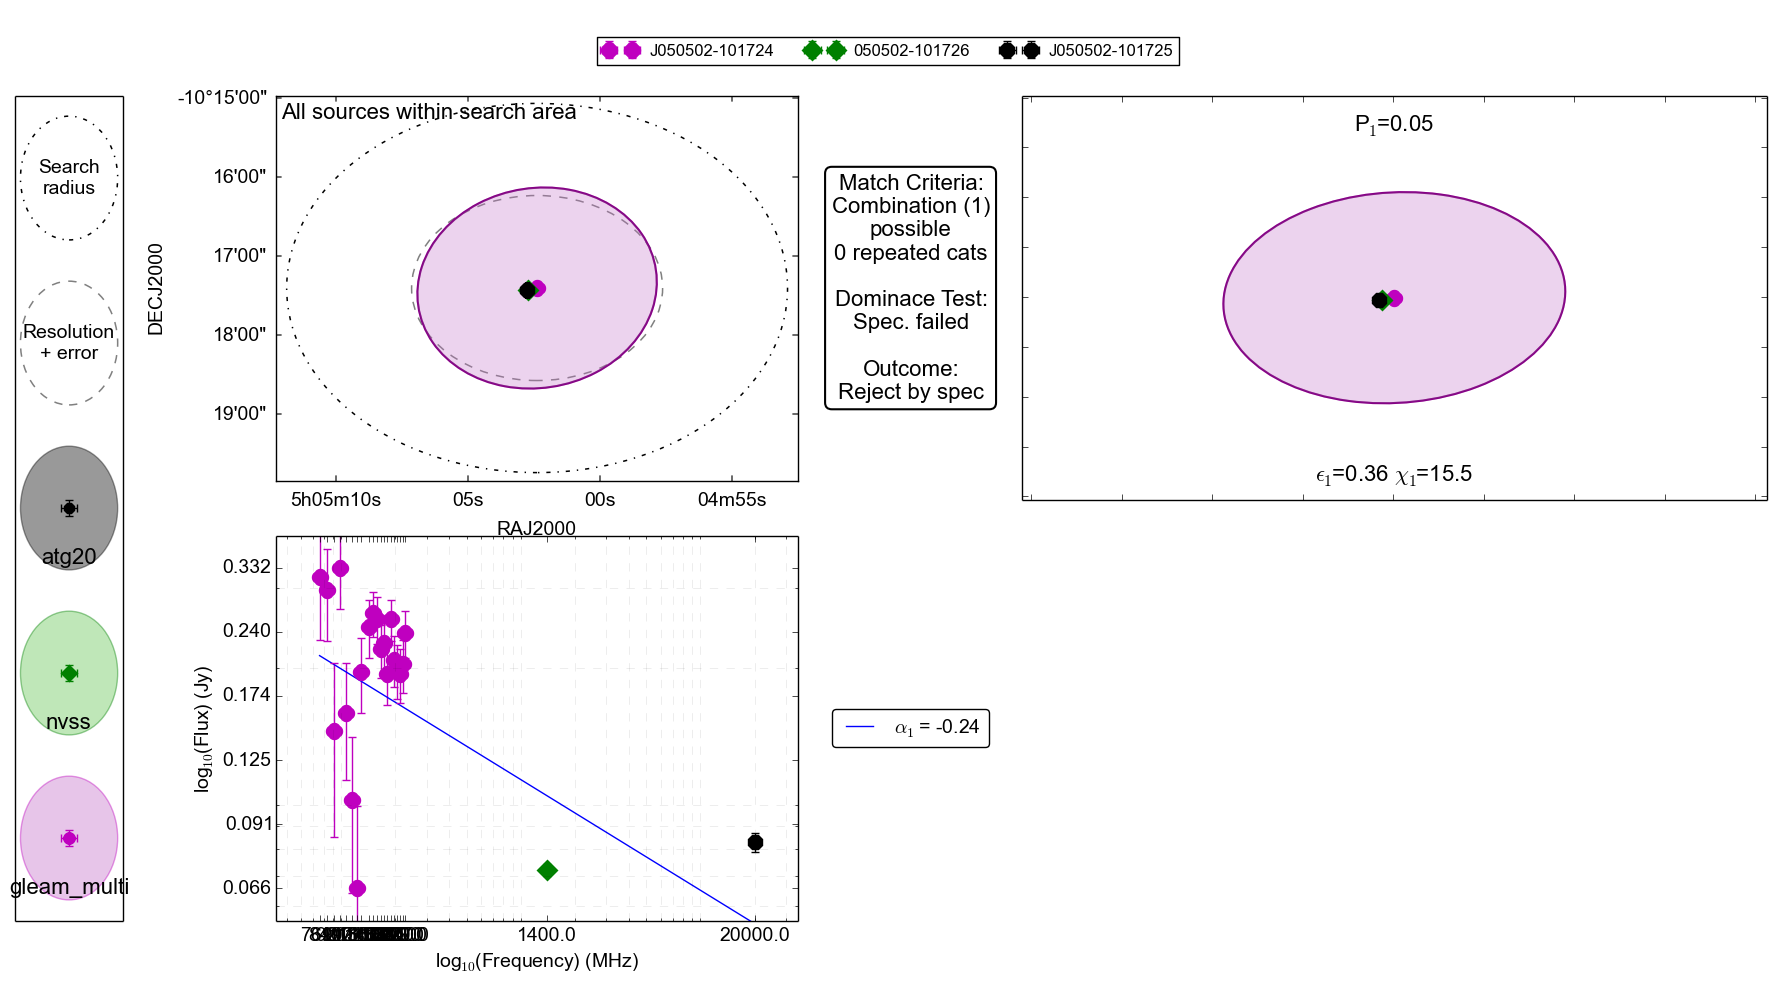 J050502-101724 050502-101726 J050502-101725
Search
radius
Resolution
+ error
atg20
nvss
gleam_multi
All sources within search area
-10°15'00"
16'00"
17'00"
18'00"
19'00"
DECJ2000
5h05m10s 05s 00s 04m55s
RAJ2000
Match Criteria:
Combination (1)
possible
0 repeated cats
Dominace Test:
Spec. failed
Outcome:
Reject by spec
P₁=0.05
ϵ₁=0.36 χ₁=15.5
0.332
0.240
0.174
0.125
0.091
0.066
log₁₀(Flux) (Jy)
1400.0 20000.0
log₁₀(Frequency) (MHz)
α₁ = -0.24